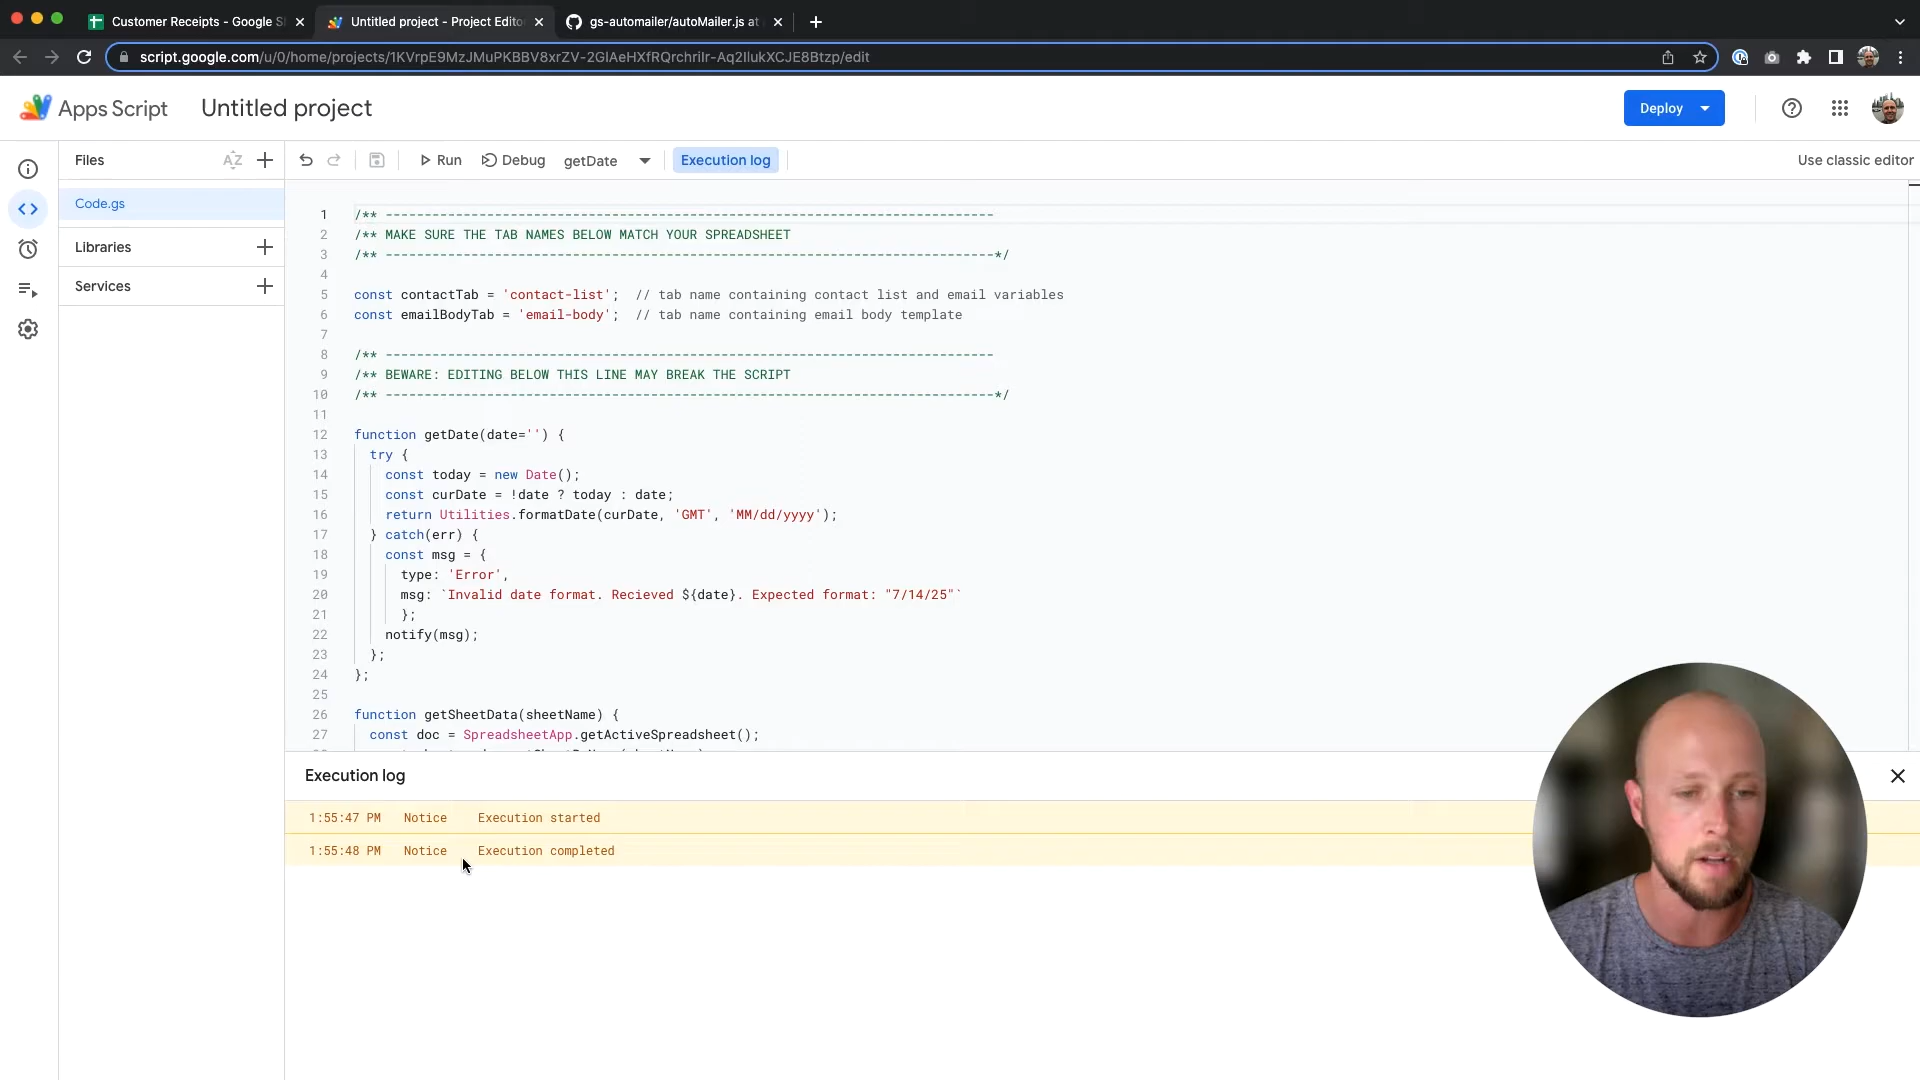 Customer Receipts - Google S
Untitled project - Project Edito
gs-automailer/autoMailer.js at
script.google.com/u/0/home/projects/1KVrpE9MzJMuPKBBV8xrZV-2GlAeHXfRQrchrilr-Aq2IlukXCJE8Btzp/edit
Apps Script
Untitled project
Deploy
Files
AZ
Run
Debug
getDate
Execution log
Use classic editor
Code.gs
Libraries
Services
1 /** ------------------------------------------------------------------------------
2 /** MAKE SURE THE TAB NAMES BELOW MATCH YOUR SPREADSHEET
3 /** ------------------------------------------------------------------------------*/
4
5 const contactTab = 'contact-list';  // tab name containing contact list and email variables
6 const emailBodyTab = 'email-body';  // tab name containing email body template
7
8 /** ------------------------------------------------------------------------------
9 /** BEWARE: EDITING BELOW THIS LINE MAY BREAK THE SCRIPT
10 /** ------------------------------------------------------------------------------*/
11
12 function getDate(date='') {
13   try {
14     const today = new Date();
15     const curDate = !date ? today : date;
16     return Utilities.formatDate(curDate, 'GMT', 'MM/dd/yyyy');
17   } catch(err) {
18     const msg = {
19       type: 'Error',
20       msg: `Invalid date format. Recieved ${date}. Expected format: "7/14/25"`
21       };
22     notify(msg);
23   };
24 };
25
26 function getSheetData(sheetName) {
27   const doc = SpreadsheetApp.getActiveSpreadsheet();
Execution log
1:55:47 PM Notice Execution started
1:55:48 PM Notice Execution completed